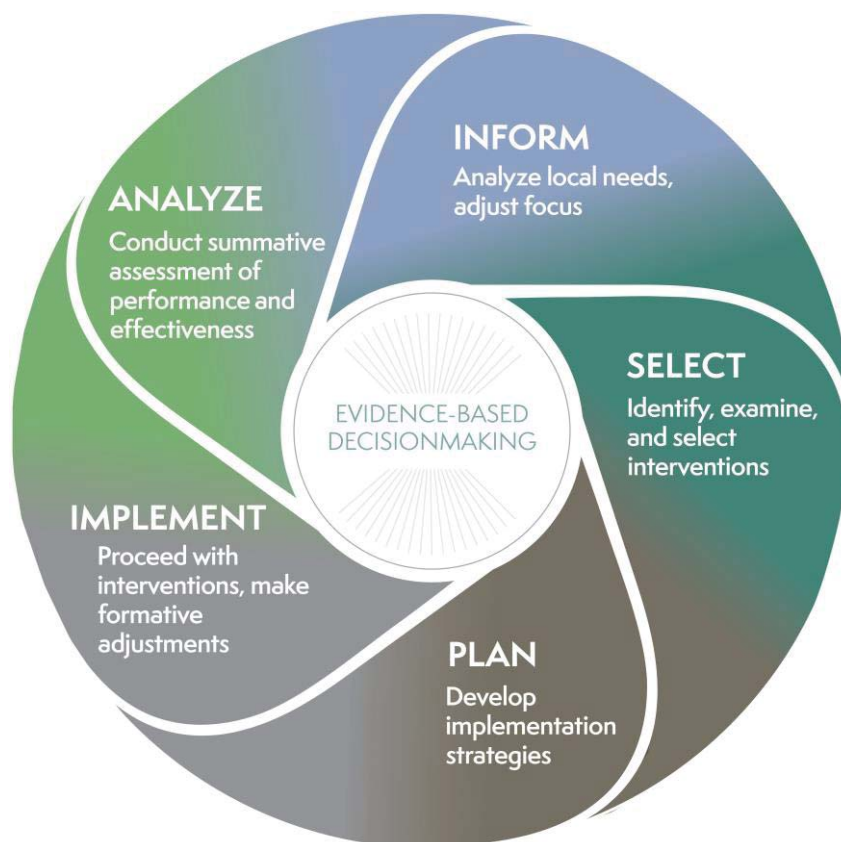 INFORM
Analyze local needs,
adjust focus
SELECT
Identify, examine,
and select
interventions
PLAN
Develop
implementation
strategies
IMPLEMENT
Proceed with
interventions, make
formative
adjustments
ANALYZE
Conduct summative
assessment of
performance and
effectiveness
EVIDENCE-BASED
DECISIONMAKING